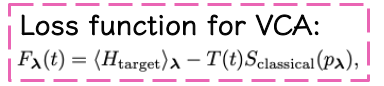 Loss function for VCA:
F_λ(t) = ⟨H_target⟩_λ − T(t)S_classical(p_λ),